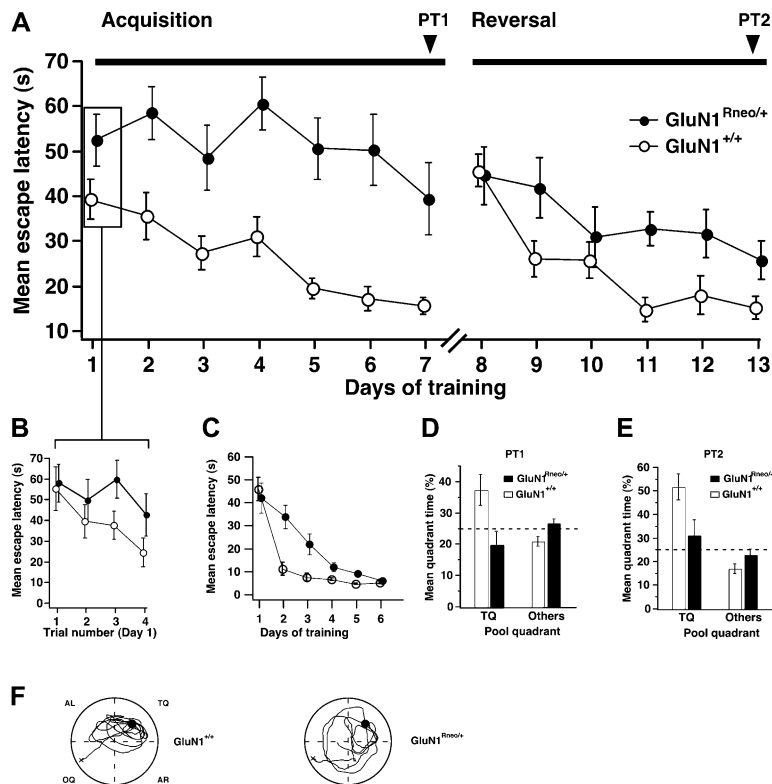 A
Acquisition
PT1
Reversal
PT2
Mean escape latency (s)
70
60
50
40
30
20
10
GluN1Rneo/+
GluN1+/+
1 2 3 4 5 6 7 8 9 10 11 12 13
Days of training
B
Mean escape latency (s)
70
60
50
40
30
20
10
0
1 2 3 4
Trial number (Day 1)
C
Mean escape latency (s)
60
50
40
30
20
10
0
1 2 3 4 5 6
Days of training
D
PT1
Mean quadrant time (%)
40
30
20
10
0
GluN1Rneo/+
GluN1+/+
TQ Others
Pool quadrant
E
PT2
Mean quadrant time (%)
60
50
40
30
20
10
0
GluN1Rneo/+
GluN1+/+
TQ Others
Pool quadrant
F
AL TQ
OQ AR
GluN1+/+
GluN1Rneo/+